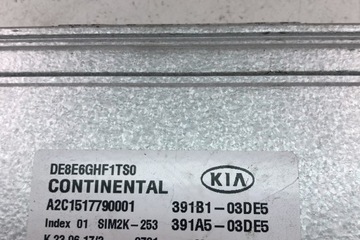 DE8E6GHF1TS0
CONTINENTAL KIA
A2C1517790001 391B1-03DE5
Index 01 SIM2K-253 391A5-03DE5